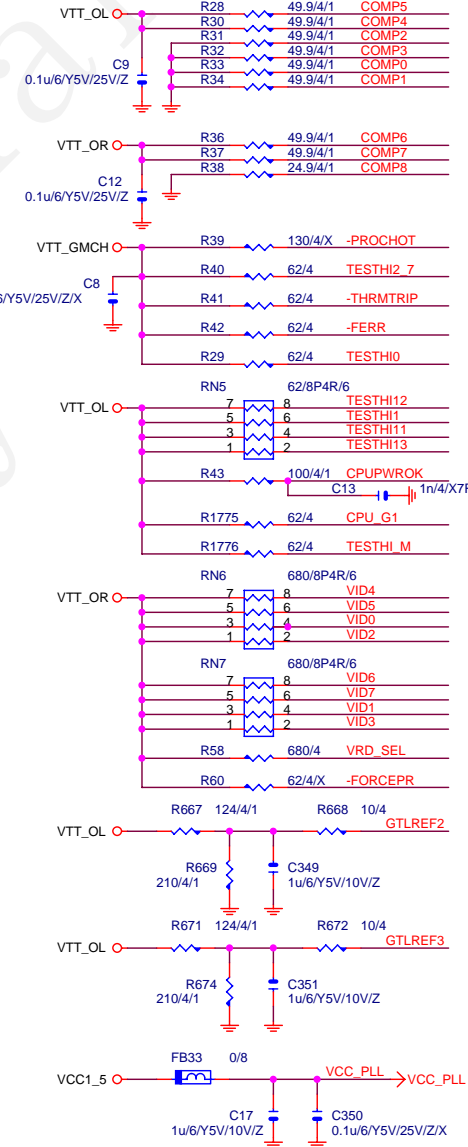 VTT_OL R28 49.9/4/1 COMP5
R30 49.9/4/1 COMP4
R31 49.9/4/1 COMP2
R32 49.9/4/1 COMP3
C9 R33 49.9/4/1 COMP0
0.1u/6/Y5V/25V/Z R34 49.9/4/1 COMP1
VTT_OR R36 49.9/4/1 COMP6
R37 49.9/4/1 COMP7
C12 R38 24.9/4/1 COMP8
0.1u/6/Y5V/25V/Z
VTT_GMCH R39 130/4/X -PROCHOT
C8 R40 62/4 TESTHI2_7
6/Y5V/25V/Z/X R41 62/4 -THRMTRIP
R42 62/4 -FERR
R29 62/4 TESTHI0
RN5 62/8P4R/6
VTT_OL 7 8 TESTHI12
5 6 TESTHI1
3 4 TESTHI11
1 2 TESTHI13
R43 100/4/1 CPUPWROK
C13 1n/4/X7R
R1775 62/4 CPU_G1
R1776 62/4 TESTHI_M
RN6 680/8P4R/6
VTT_OR 7 8 VID4
5 6 VID5
3 4 VID0
1 2 VID2
RN7 680/8P4R/6
7 8 VID6
5 6 VID7
3 4 VID1
1 2 VID3
R58 680/4 VRD_SEL
R60 62/4/X -FORCEPR
R667 124/4/1 R668 10/4
VTT_OL GTLREF2
R669 C349
210/4/1 1u/6/Y5V/10V/Z
R671 124/4/1 R672 10/4
VTT_OL GTLREF3
R674 C351
210/4/1 1u/6/Y5V/10V/Z
FB33 0/8
VCC1_5 VCC_PLL VCC_PLL
C17 C350
1u/6/Y5V/10V/Z 0.1u/6/Y5V/25V/Z/X